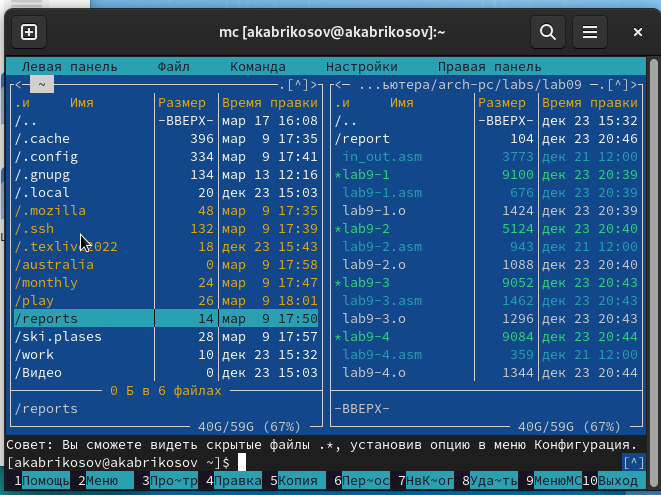 mc [akabrikosov@akabrikosov]:~
Левая панель Файл Команда Настройки Правая панель
<─ ~ .[^]>
.и Имя Размер Время правки
/.. -ВВЕРХ- мар 17 16:08
/.cache 396 мар 9 17:35
/.config 334 мар 9 17:41
/.gnupg 134 мар 13 12:16
/.local 20 дек 23 15:03
/.mozilla 48 мар 9 17:35
/.ssh 132 мар 9 17:39
/.texlive2022 18 дек 23 15:43
/australia 0 мар 9 17:58
/monthly 24 мар 9 17:47
/play 26 мар 9 18:01
/reports 14 мар 9 17:50
/ski.plases 28 мар 9 17:57
/work 10 дек 23 15:32
/Видео 0 дек 23 15:03
0 Б в 6 файлах
/reports
40G/59G (67%)
<─ ...ьютера/arch-pc/labs/lab09 ─.[^]>
.и Имя Размер Время правки
/.. -ВВЕРХ- дек 23 15:32
/report 104 дек 23 20:46
in_out.asm 3773 дек 21 12:00
*lab9-1 9100 дек 23 20:39
lab9-1.asm 676 дек 23 20:39
lab9-1.o 1424 дек 23 20:39
*lab9-2 5124 дек 23 20:40
lab9-2.asm 943 дек 21 12:00
lab9-2.o 1088 дек 23 20:40
*lab9-3 9052 дек 23 20:43
lab9-3.asm 1462 дек 23 20:43
lab9-3.o 1296 дек 23 20:43
*lab9-4 9084 дек 23 20:44
lab9-4.asm 359 дек 21 12:00
lab9-4.o 1344 дек 23 20:44
-ВВЕРХ-
40G/59G (67%)
Совет: Вы сможете видеть скрытые файлы .*, установив опцию в меню Конфигурация.
[akabrikosov@akabrikosov ~]$ [^]
1Помощь 2Меню 3Про~тр 4Правка 5Копия 6Пер~ос 7НвК~ог 8Уда~ть 9МенюMC 10Выход